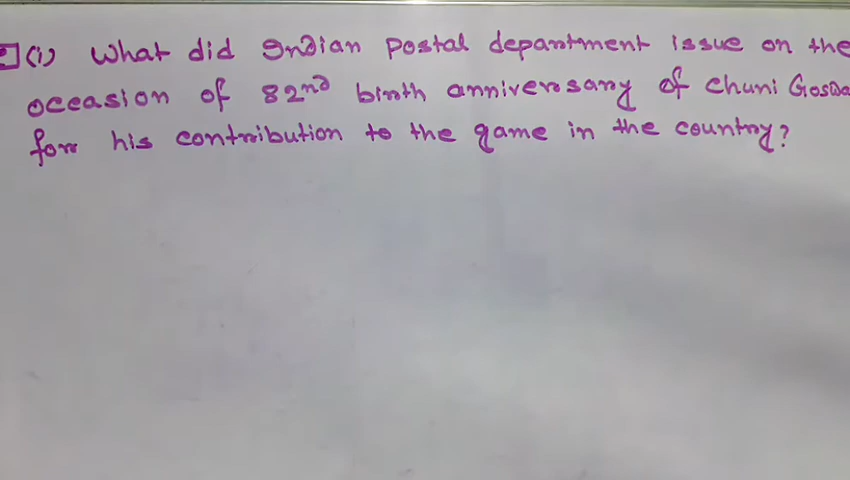 (i) What did Indian Postal department issue on the
occasion of 82nd birth anniversary of Chuni Goswa
for his contribution to the game in the country?